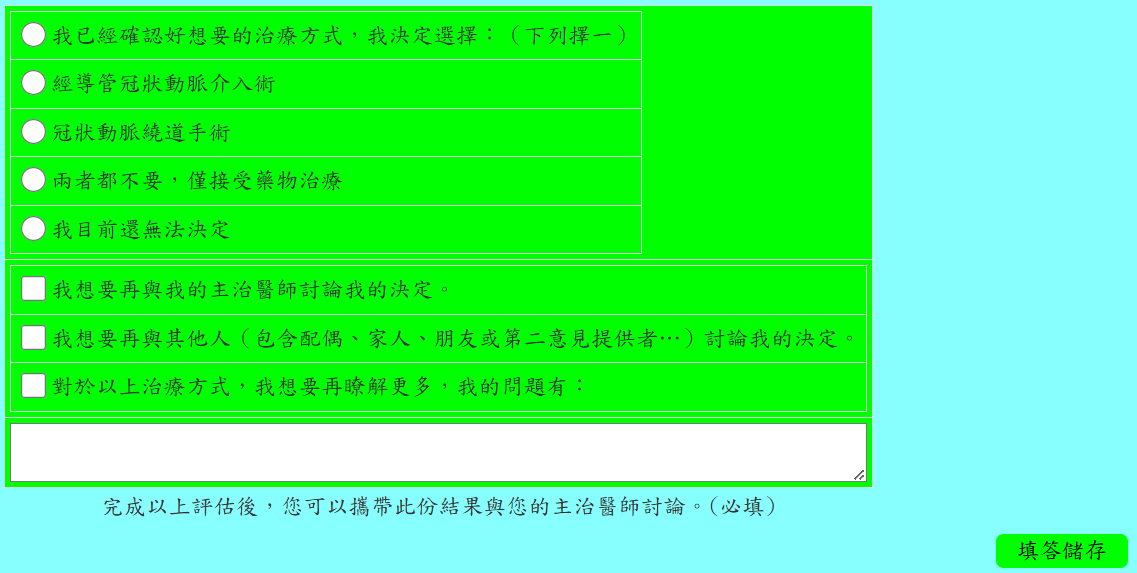 我已經確認好想要的治療方式，我決定選擇：（下列擇一）
經導管冠狀動脈介入術
冠狀動脈繞道手術
兩者都不要，僅接受藥物治療
我目前還無法決定
我想要再與我的主治醫師討論我的決定。
我想要再與其他人（包含配偶、家人、朋友或第二意見提供者…）討論我的決定。
對於以上治療方式，我想要再瞭解更多，我的問題有：
完成以上評估後，您可以攜帶此份結果與您的主治醫師討論。(必填)
填答儲存